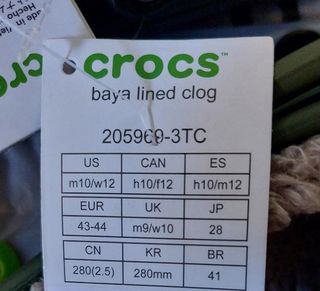 crocs™
baya lined clog
205969-3TC
US CAN ES
m10/w12 h10/f12 h10/m12
EUR UK JP
43-44 m9/w10 28
CN KR BR
280(2.5) 280mm 41